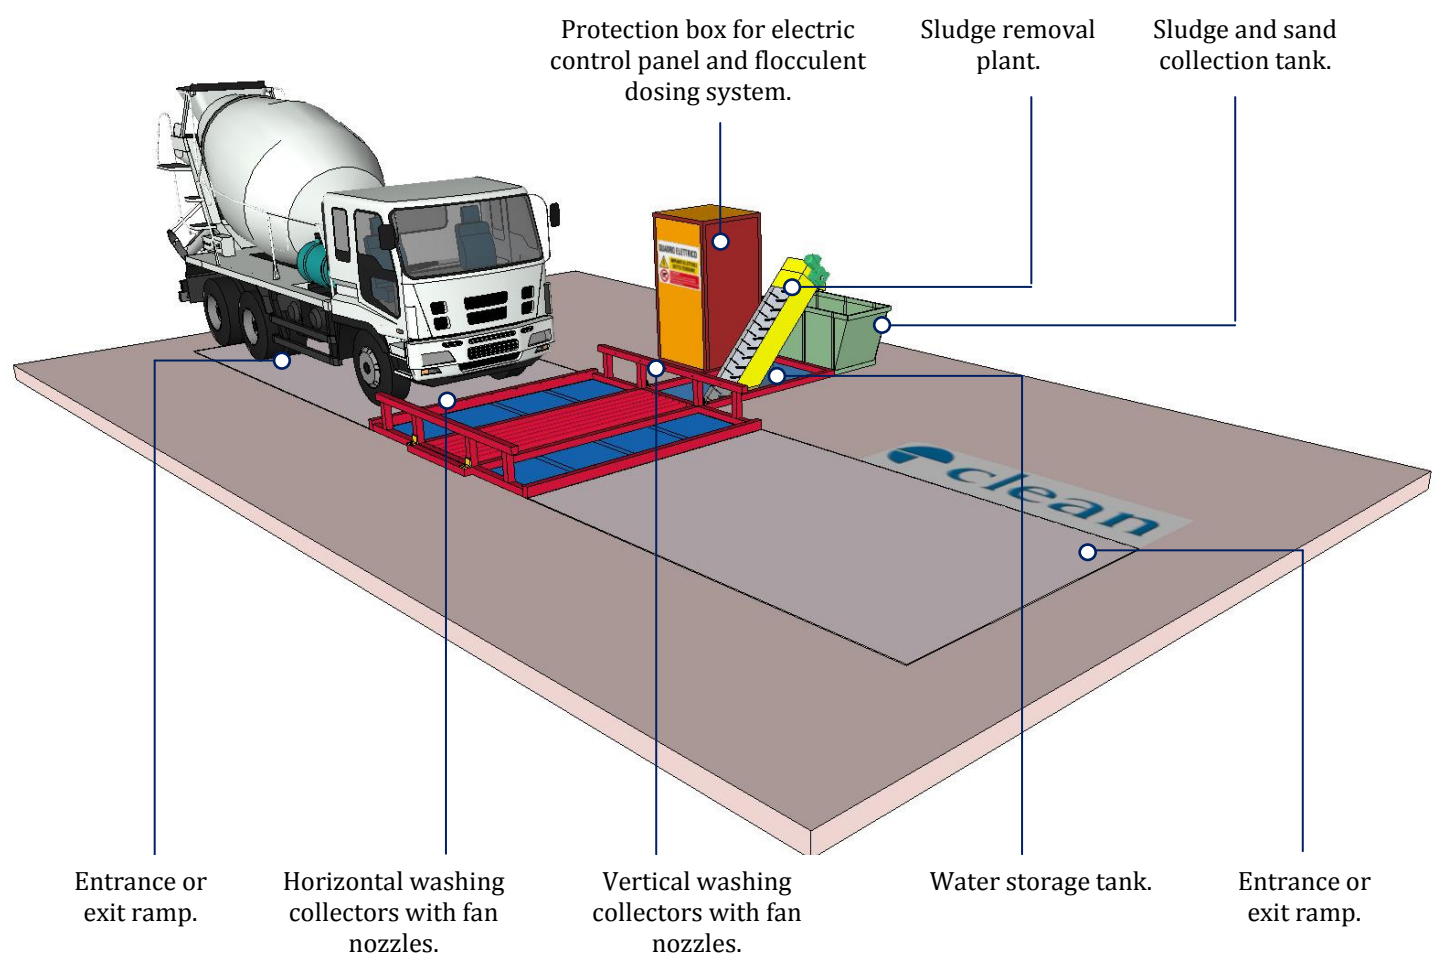 Protection box for electric
control panel and flocculent
dosing system.
Sludge removal
plant.
Sludge and sand
collection tank.
QUADRO ELETTRICO
clean
Entrance or
exit ramp.
Horizontal washing
collectors with fan
nozzles.
Vertical washing
collectors with fan
nozzles.
Water storage tank.
Entrance or
exit ramp.